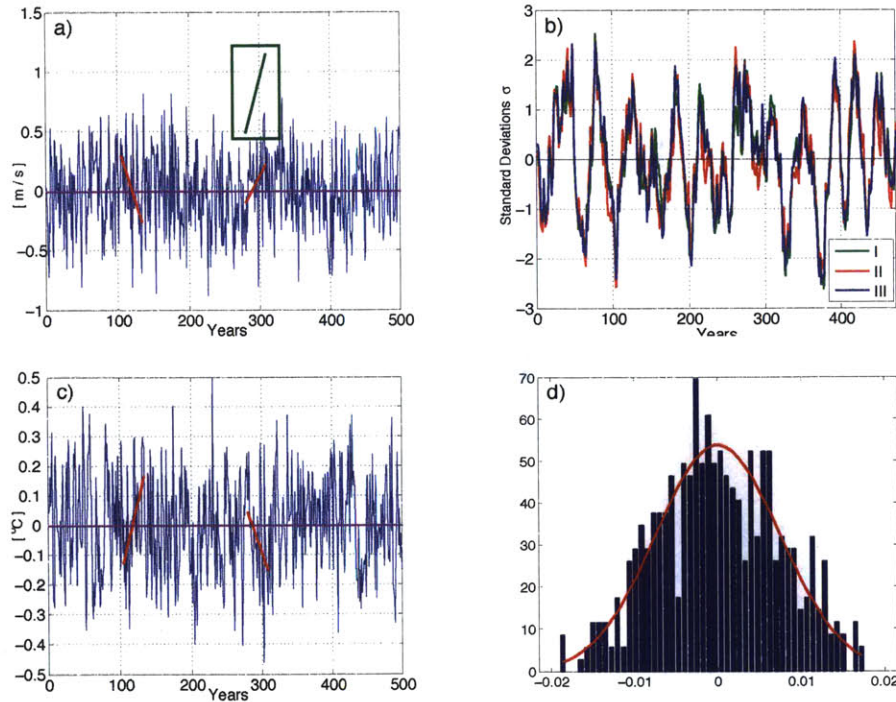 a)
1.5
1
0.5
0
−0.5
−1
[ m / s ]
0 100 200 300 400 500
Years
b)
3
2
1
0
−1
−2
−3
Standard Deviations σ
I
II
III
0 100 200 300 400
Years
c)
0.5
0.4
0.3
0.2
0.1
0
−0.1
−0.2
−0.3
−0.4
−0.5
[ °C ]
0 100 200 300 400 500
Years
d)
70
60
50
40
30
20
10
0
−0.02 −0.01 0 0.01 0.02